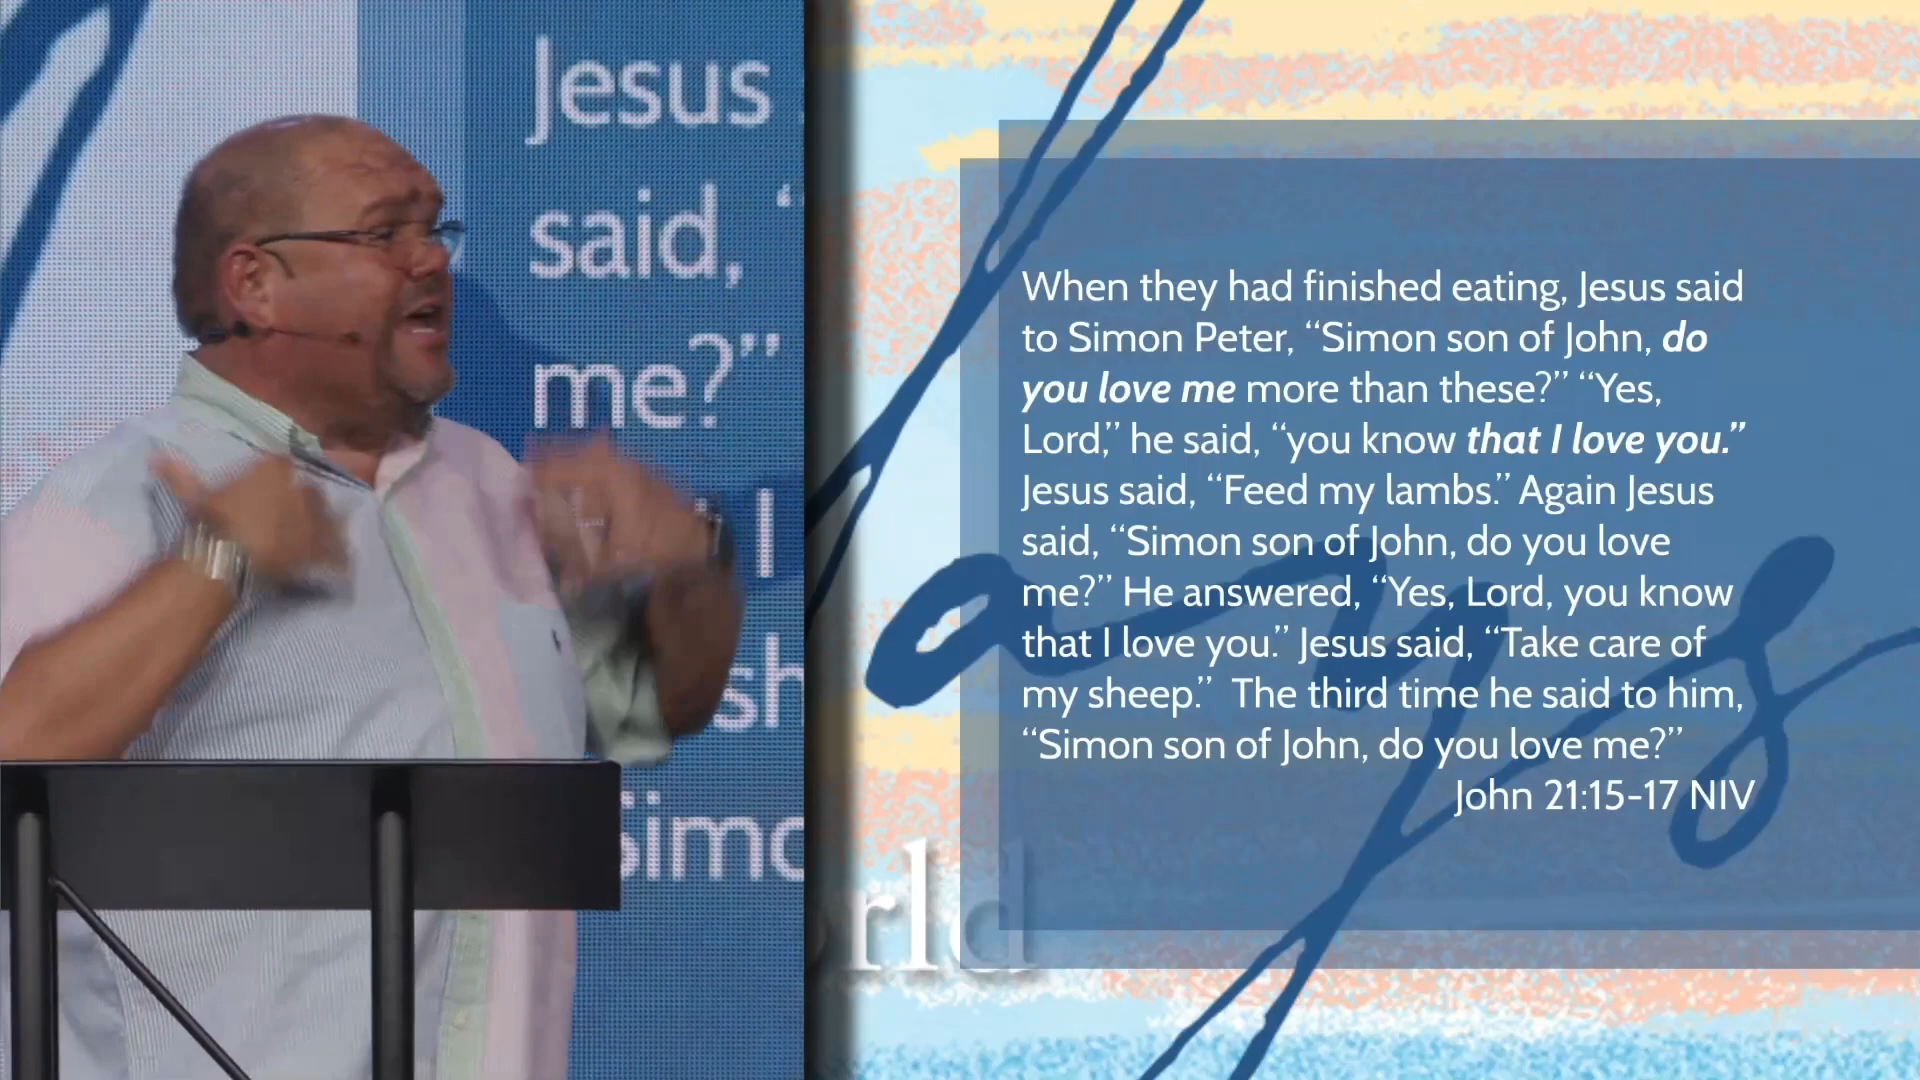 Jesus
said, “
me?”
I
sh
Simo
When they had finished eating, Jesus said
to Simon Peter, “Simon son of John, do
you love me more than these?” “Yes,
Lord,” he said, “you know that I love you.”
Jesus said, “Feed my lambs.” Again Jesus
said, “Simon son of John, do you love
me?” He answered, “Yes, Lord, you know
that I love you.” Jesus said, “Take care of
my sheep.”  The third time he said to him,
“Simon son of John, do you love me?”
John 21:15-17 NIV
ays
rld